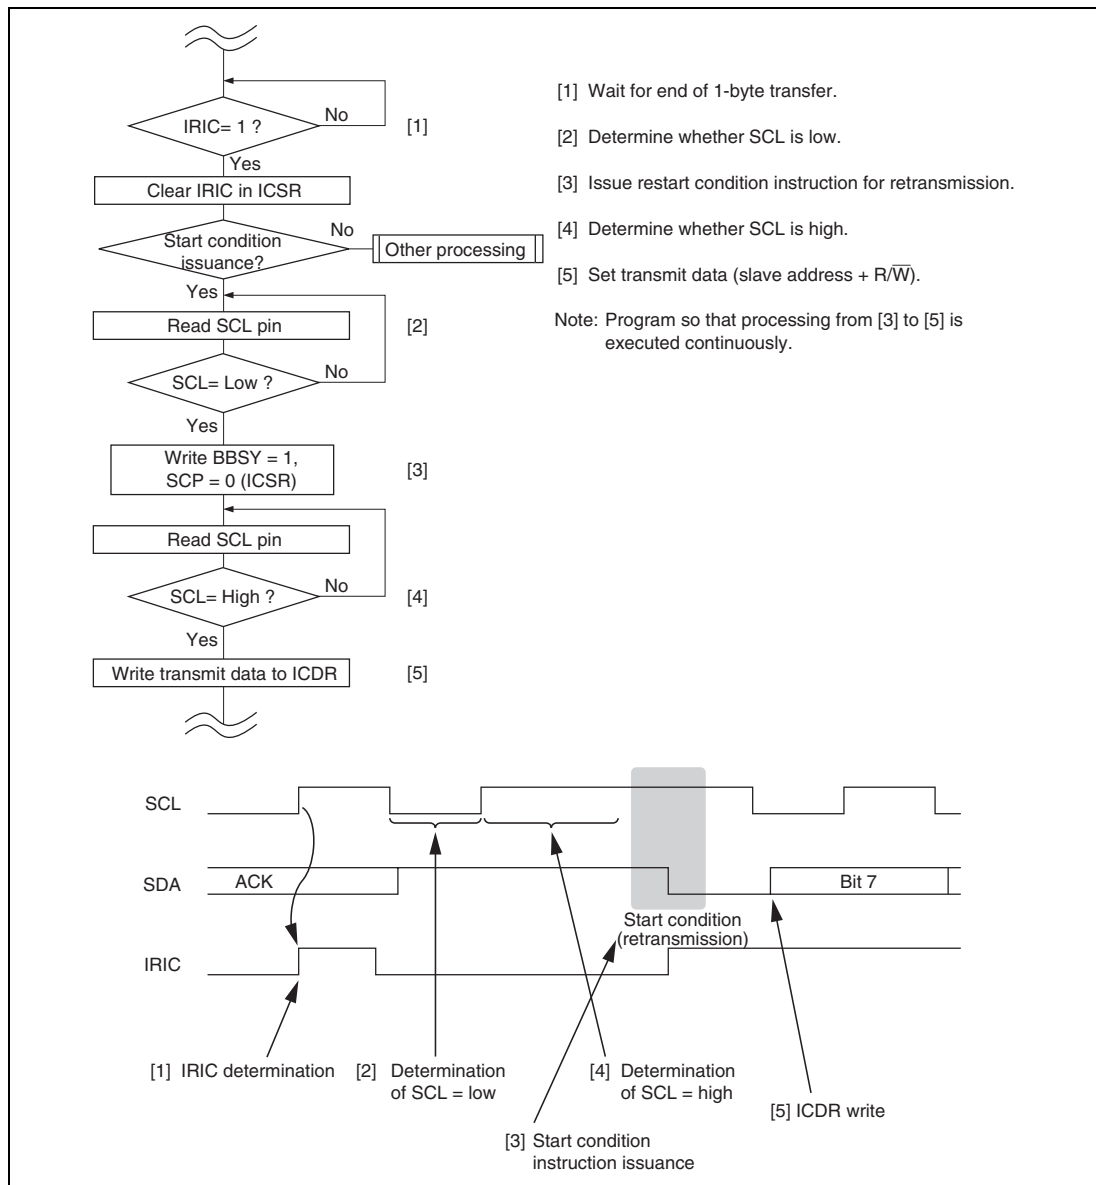 IRIC= 1 ?
No
[1]
Yes
Clear IRIC in ICSR
Start condition
issuance?
No
Other processing
Yes
Read SCL pin
[2]
SCL= Low ?
No
Yes
Write BBSY = 1,
SCP = 0 (ICSR)
[3]
Read SCL pin
SCL= High ?
No
[4]
Yes
Write transmit data to ICDR
[5]
[1] Wait for end of 1-byte transfer.
[2] Determine whether SCL is low.
[3] Issue restart condition instruction for retransmission.
[4] Determine whether SCL is high.
[5] Set transmit data (slave address + R/W̅).
Note: Program so that processing from [3] to [5] is
executed continuously.
SCL
SDA
ACK
Bit 7
Start condition
(retransmission)
IRIC
[1] IRIC determination
[2] Determination
of SCL = low
[4] Determination
of SCL = high
[5] ICDR write
[3] Start condition
instruction issuance